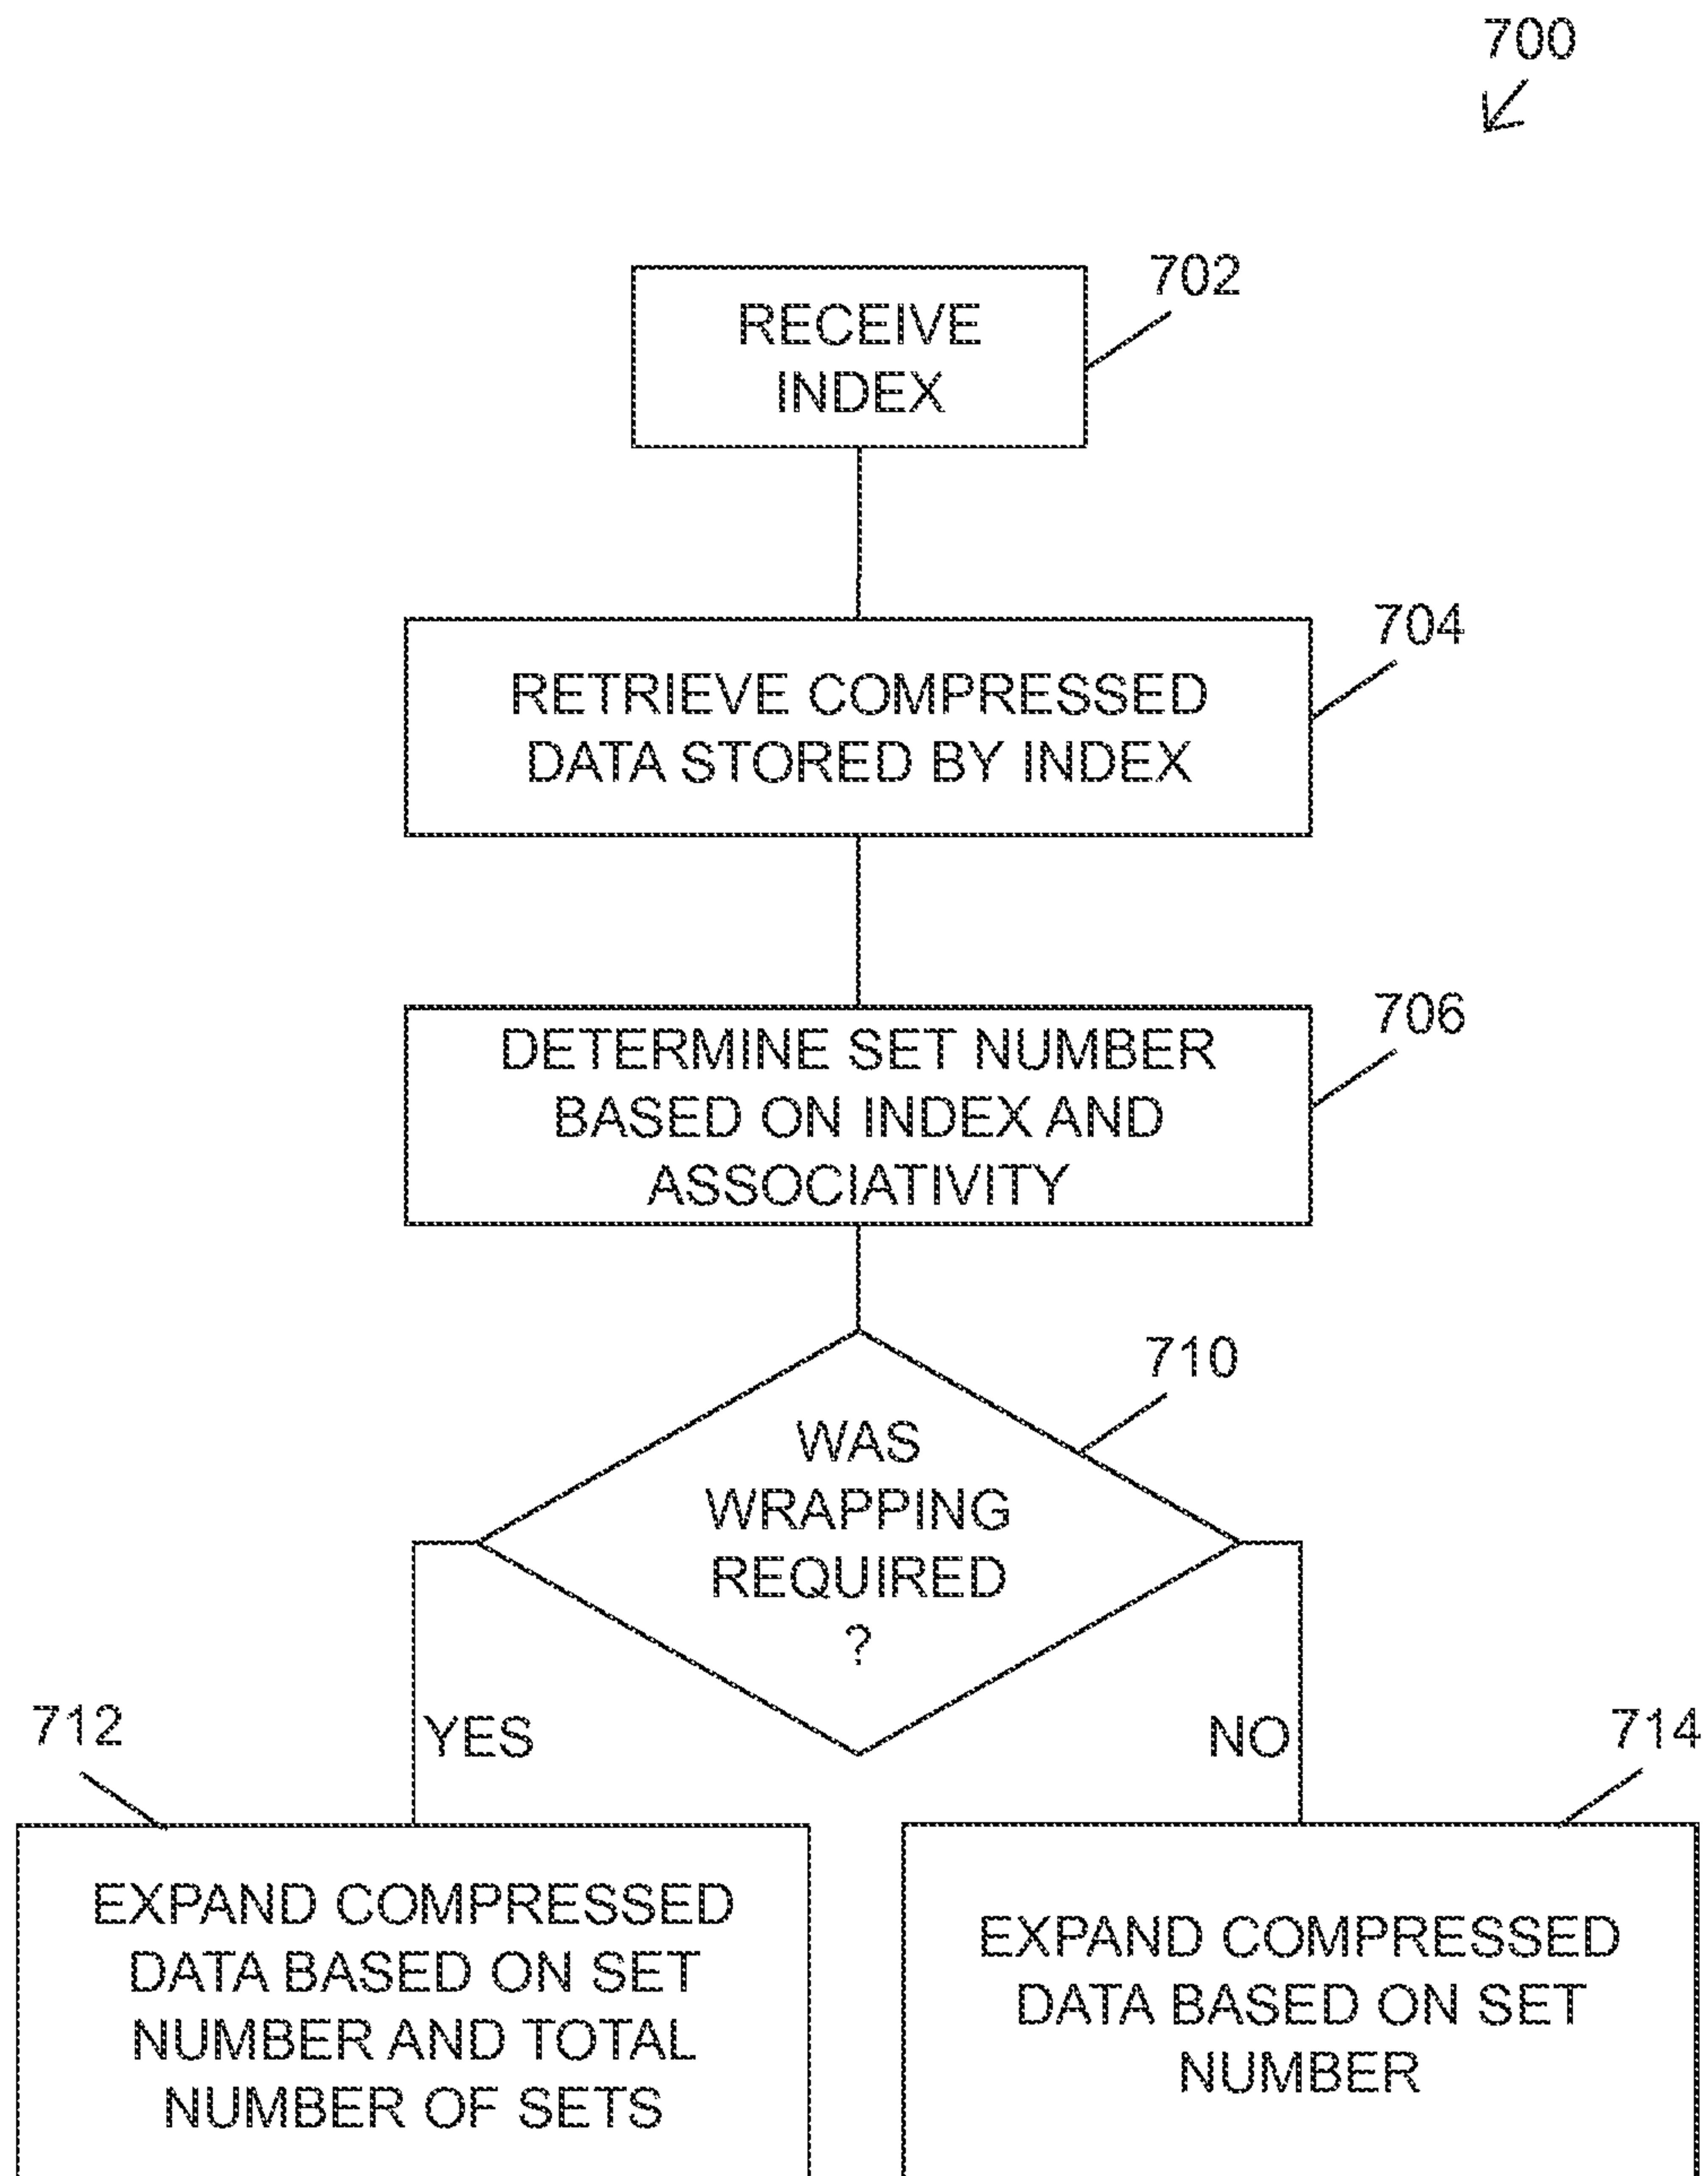 700
702
RECEIVE
INDEX
704
RETRIEVE COMPRESSED
DATA STORED BY INDEX
706
DETERMINE SET NUMBER
BASED ON INDEX AND
ASSOCIATIVITY
710
WAS
WRAPPING
REQUIRED
?
712
YES
NO
714
EXPAND COMPRESSED
DATA BASED ON SET
NUMBER AND TOTAL
NUMBER OF SETS
EXPAND COMPRESSED
DATA BASED ON SET
NUMBER